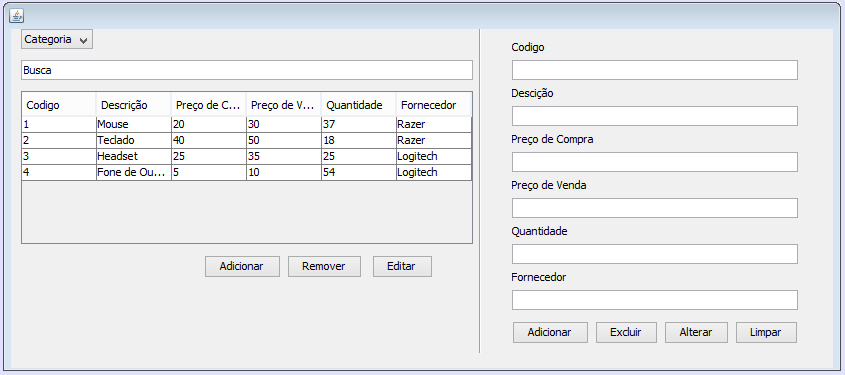 Categoria
Busca
Codigo Descrição Preço de C... Preço de V... Quantidade Fornecedor
1 Mouse 20 30 37 Razer
2 Teclado 40 50 18 Razer
3 Headset 25 35 25 Logitech
4 Fone de Ou... 5 10 54 Logitech
Adicionar Remover Editar
Codigo
Descição
Preço de Compra
Preço de Venda
Quantidade
Fornecedor
Adicionar Excluir Alterar Limpar